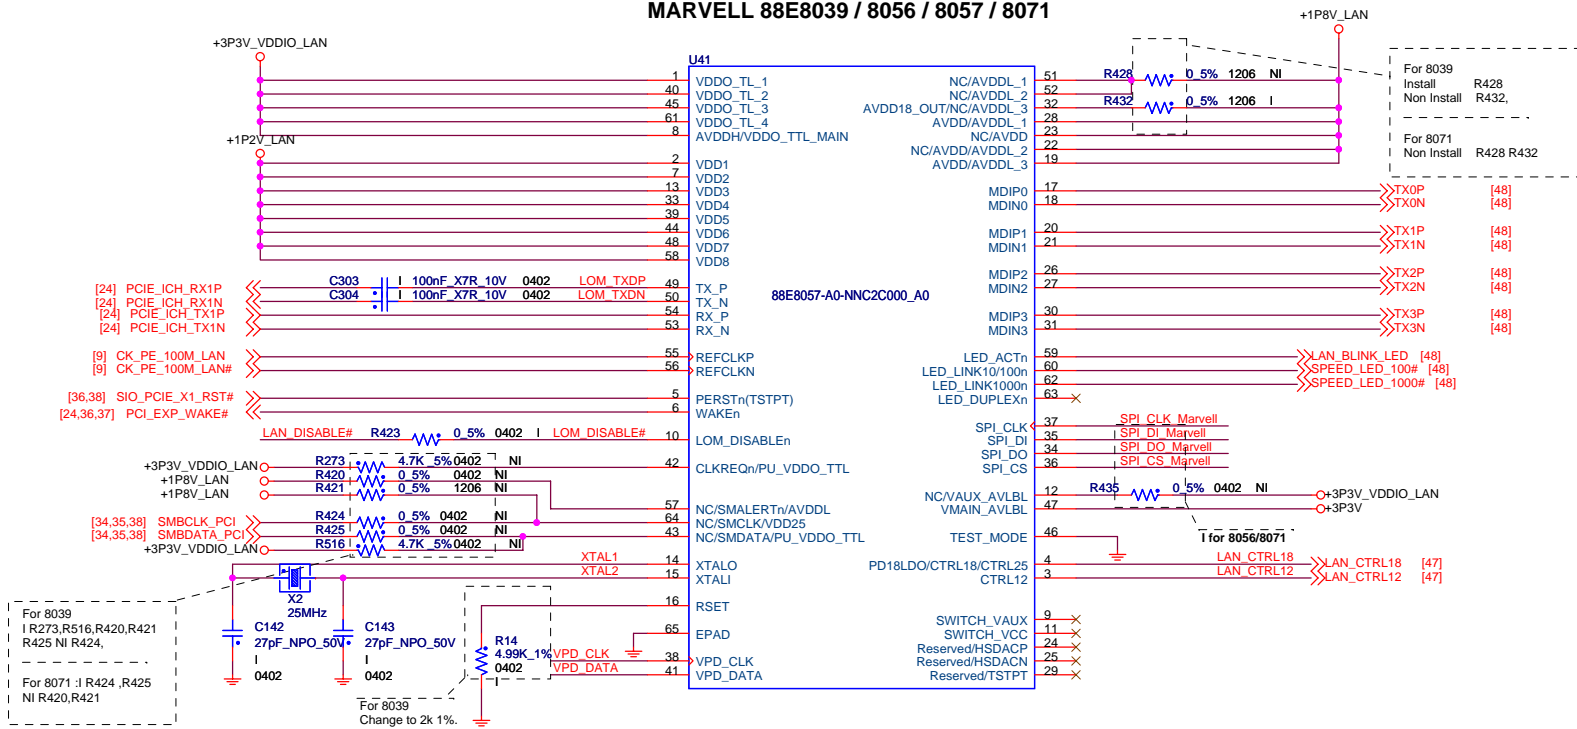 MARVELL 88E8039 / 8056 / 8057 / 8071
+3P3V_VDDIO_LAN
+1P2V_LAN
+1P8V_LAN
U41
88E8057-A0-NNC2C000_A0
1 VDDO_TL_1
40 VDDO_TL_2
45 VDDO_TL_3
61 VDDO_TL_4
8 AVDDH/VDDO_TTL_MAIN
2 VDD1
7 VDD2
13 VDD3
33 VDD4
39 VDD5
44 VDD6
48 VDD7
58 VDD8
[24] PCIE_ICH_RX1P C303 I 100nF_X7R_10V 0402 LOM_TXDP 49 TX_P
[24] PCIE_ICH_RX1N C304 I 100nF_X7R_10V 0402 LOM_TXDN 50 TX_N
[24] PCIE_ICH_TX1P 54 RX_P
[24] PCIE_ICH_TX1N 53 RX_N
[9] CK_PE_100M_LAN 55 REFCLKP
[9] CK_PE_100M_LAN# 56 REFCLKN
[36,38] SIO_PCIE_X1_RST# 5 PERSTn(TSTPT)
[24,36,37] PCI_EXP_WAKE# 6 WAKEn
LAN_DISABLE# R423 0_5% 0402 I LOM_DISABLE# 10 LOM_DISABLEn
+3P3V_VDDIO_LAN R273 4.7K_5% 0402 NI 42 CLKREQn/PU_VDDO_TTL
+1P8V_LAN R420 0_5% 0402 NI
+1P8V_LAN R421 0_5% 1206 NI
57 NC/SMALERTn/AVDDL
[34,35,38] SMBCLK_PCI R424 0_5% 0402 NI 64 NC/SMCLK/VDD25
[34,35,38] SMBDATA_PCI R425 0_5% 0402 NI 43 NC/SMDATA/PU_VDDO_TTL
+3P3V_VDDIO_LAN R516 4.7K_5% 0402 NI
XTAL1 14 XTALO
XTAL2 15 XTALI
X2
25MHz
16 RSET
65 EPAD
VPD_CLK 38 VPD_CLK
VPD_DATA 41 VPD_DATA
C142
27pF_NPO_50V
I
0402
C143
27pF_NPO_50V
I
0402
R14
4.99K_1%
0402
I
For 8039
I R273,R516,R420,R421
R425 NI R424,
For 8071 :I R424 ,R425
NI R420,R421
For 8039
Change to 2k 1%.
NC/AVDDL_1 51 R428 0_5% 1206 NI
NC/AVDDL_2 52
AVDD18_OUT/NC/AVDDL_3 32 R432 0_5% 1206 I
AVDD/AVDDL_1 28
NC/AVDD 23
NC/AVDD/AVDDL_2 22
AVDD/AVDDL_3 19
For 8039
Install R428
Non Install R432,
For 8071
Non Install R428 R432
MDIP0 17 TX0P [48]
MDIN0 18 TX0N [48]
MDIP1 20 TX1P [48]
MDIN1 21 TX1N [48]
MDIP2 26 TX2P [48]
MDIN2 27 TX2N [48]
MDIP3 30 TX3P [48]
MDIN3 31 TX3N [48]
LED_ACTn 59 LAN_BLINK_LED [48]
LED_LINK10/100n 60 SPEED_LED_100# [48]
LED_LINK1000n 62 SPEED_LED_1000# [48]
LED_DUPLEXn 63
SPI_CLK 37 SPI_CLK_Marvell
SPI_DI 35 SPI_DI_Marvell
SPI_DO 34 SPI_DO_Marvell
SPI_CS 36 SPI_CS_Marvell
NC/VAUX_AVLBL 12 R435 0_5% 0402 NI +3P3V_VDDIO_LAN
VMAIN_AVLBL 47 +3P3V
I for 8056/8071
TEST_MODE 46
PD18LDO/CTRL18/CTRL25 4 LAN_CTRL18 LAN_CTRL18 [47]
CTRL12 3 LAN_CTRL12 LAN_CTRL12 [47]
SWITCH_VAUX 9
SWITCH_VCC 11
Reserved/HSDACP 24
Reserved/HSDACN 25
Reserved/TSTPT 29